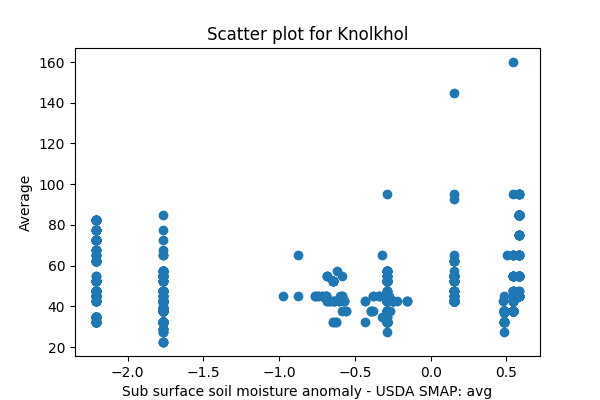 Scatter plot for Knolkhol
160
140
120
100
80
60
40
20
Average
−2.0 −1.5 −1.0 −0.5 0.0 0.5
Sub surface soil moisture anomaly - USDA SMAP: avg